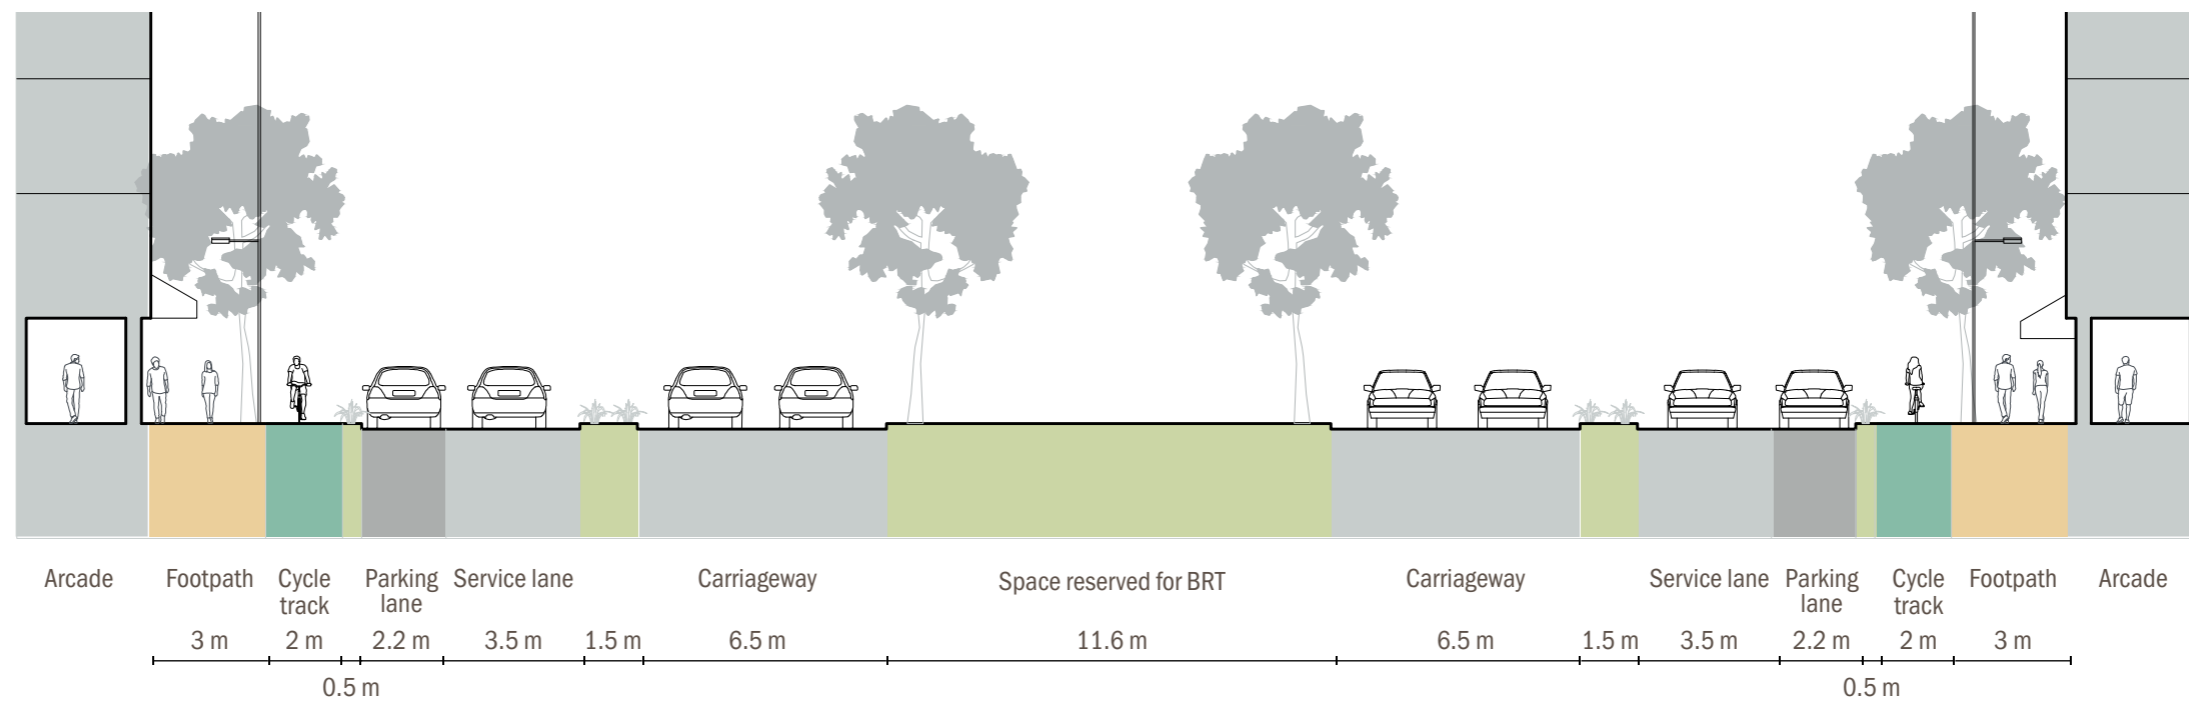 Arcade
Footpath
Cycle
track
Parking
lane
Service lane
Carriageway
Space reserved for BRT
Carriageway
Service lane
Parking
lane
Cycle
track
Footpath
Arcade
3 m
2 m
2.2 m
3.5 m
1.5 m
6.5 m
11.6 m
6.5 m
1.5 m
3.5 m
2.2 m
2 m
3 m
0.5 m
0.5 m